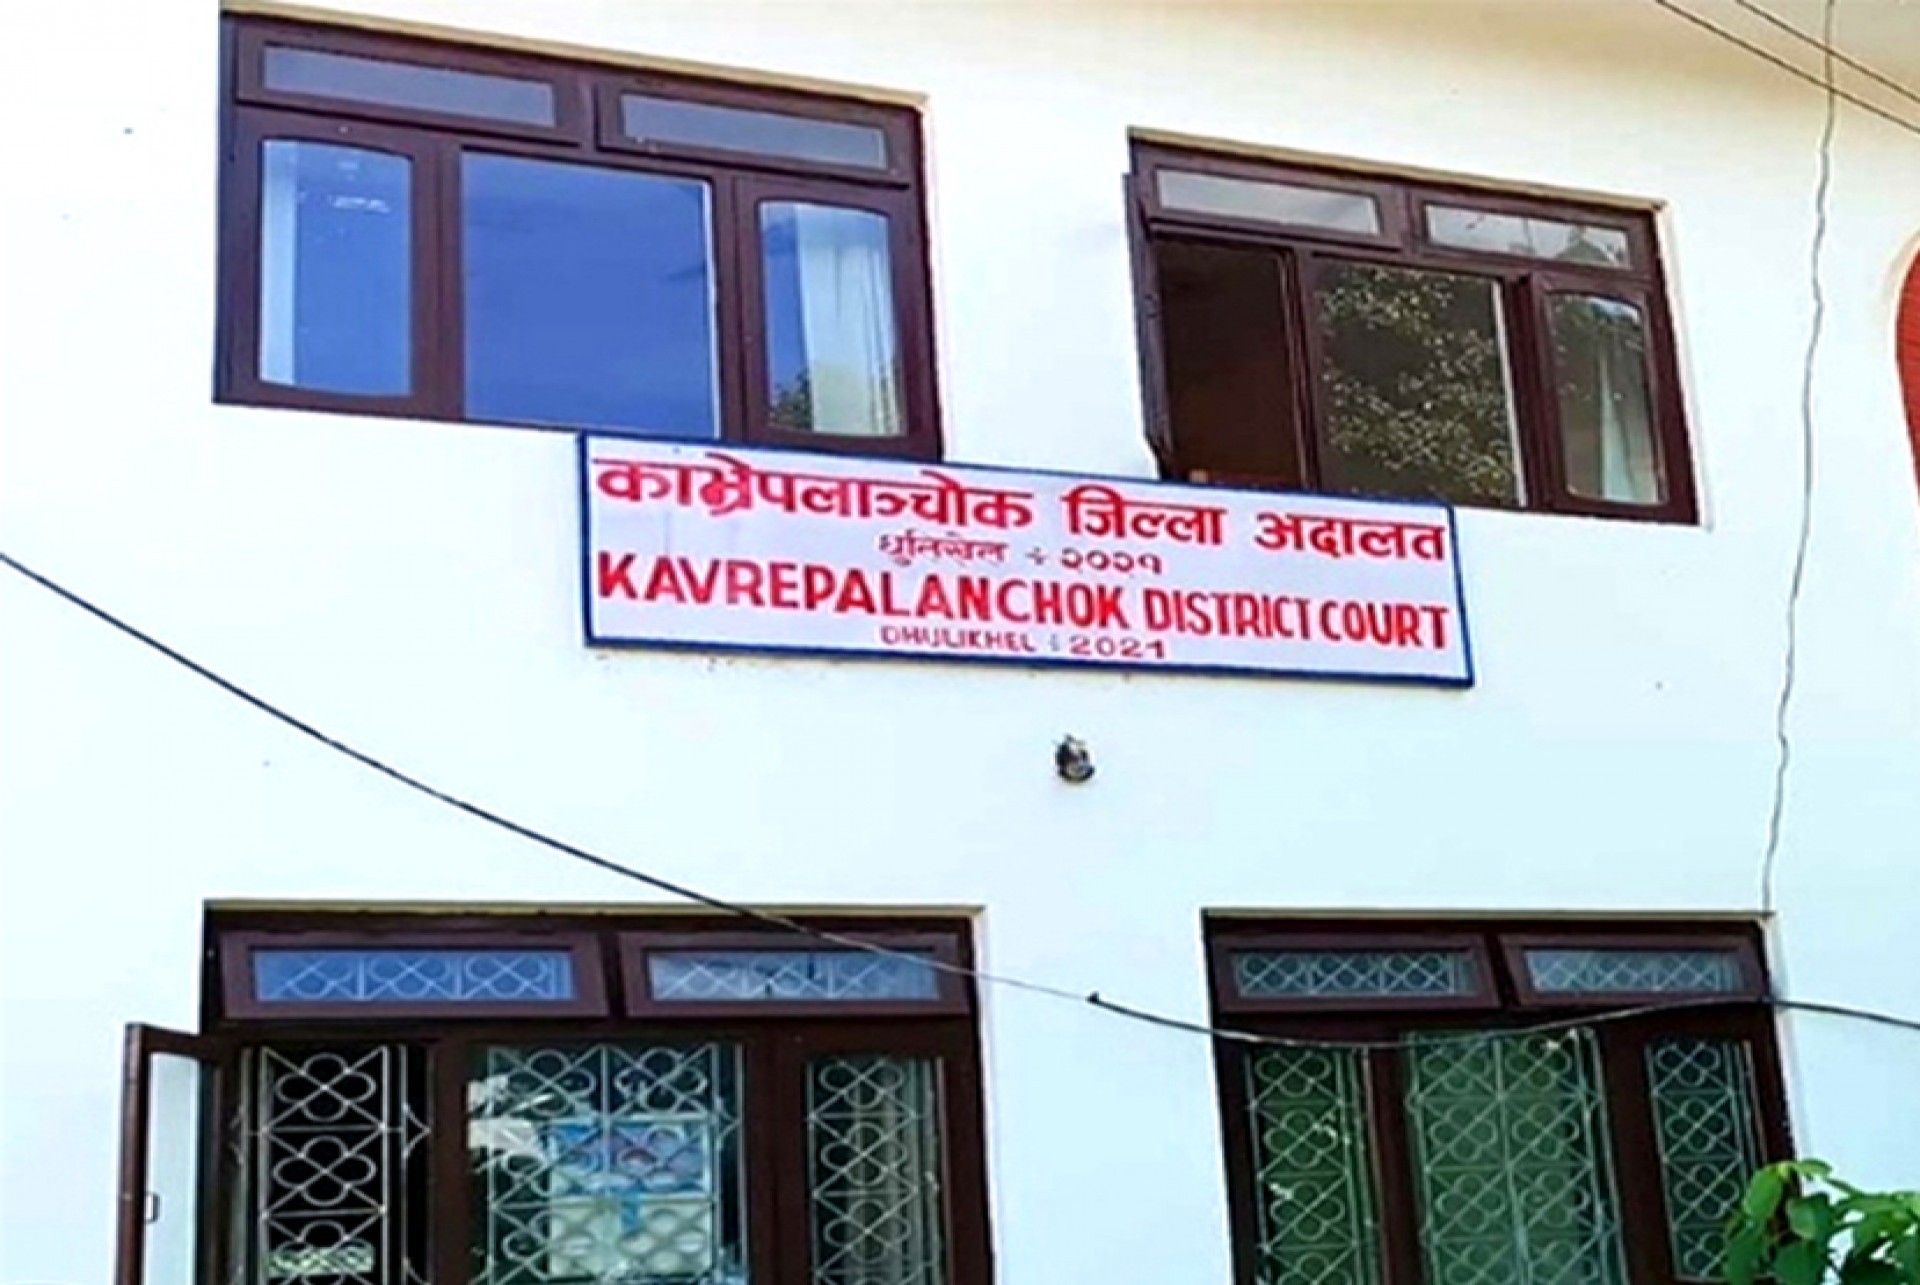 काभ्रेपलाञ्चोक जिल्ला अदालत
धुलिखेल ÷ २०२१
KAVREPALANCHOK DISTRICT COURT
DHULIKHEL ÷ 2021